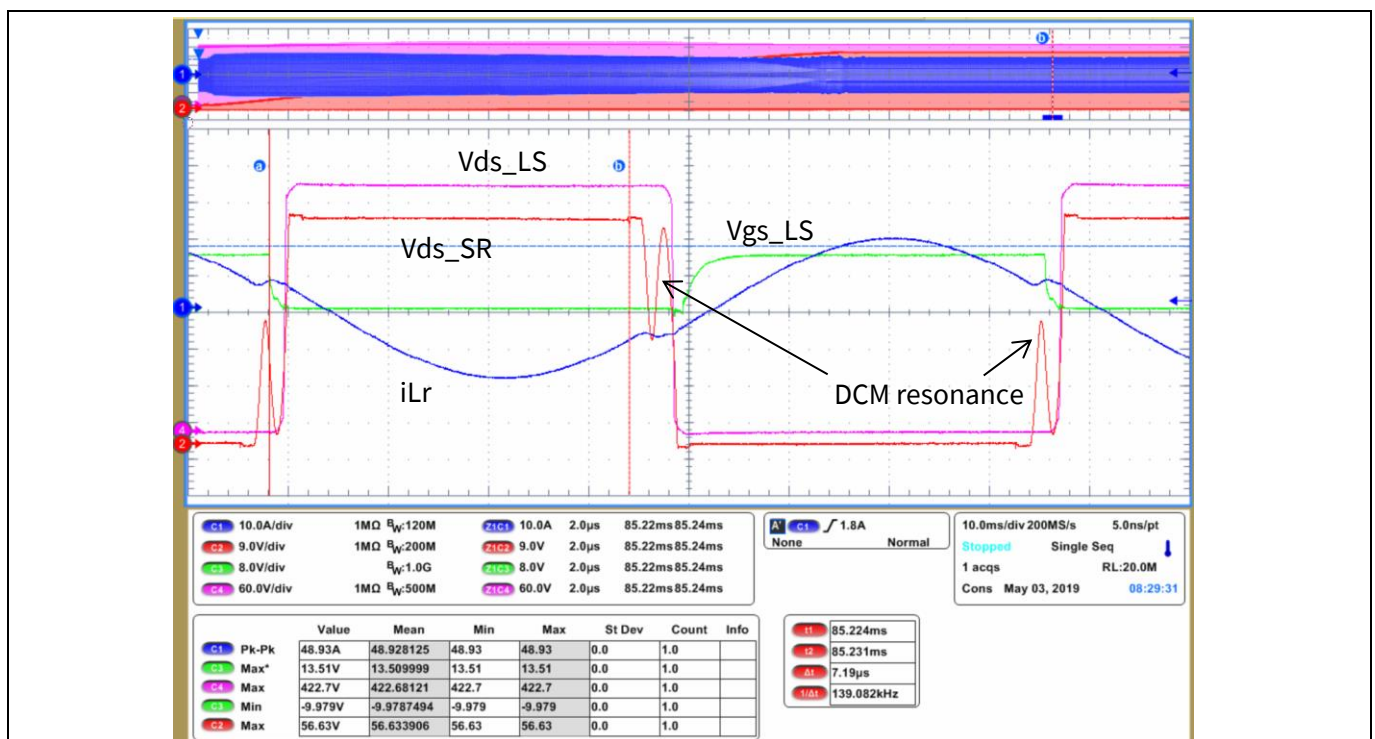 b
1
2
a
b
Vds_LS
Vgs_LS
Vds_SR
1
iLr
DCM resonance
4
2
C1 10.0A/div 1MΩ BW:120M Z1C1 10.0A 2.0µs 85.22ms 85.24ms
C2 9.0V/div 1MΩ BW:200M Z1C2 9.0V 2.0µs 85.22ms 85.24ms
C3 8.0V/div BW:1.0G Z1C3 8.0V 2.0µs 85.22ms 85.24ms
C4 60.0V/div 1MΩ BW:500M Z1C4 60.0V 2.0µs 85.22ms 85.24ms
A' C1 1.8A
None Normal
10.0ms/div 200MS/s 5.0ns/pt
Stopped Single Seq
1 acqs RL:20.0M
Cons May 03, 2019 08:29:31
Value Mean Min Max St Dev Count Info
C1 Pk-Pk 48.93A 48.928125 48.93 48.93 0.0 1.0
C3 Max* 13.51V 13.509999 13.51 13.51 0.0 1.0
C4 Max 422.7V 422.68121 422.7 422.7 0.0 1.0
C3 Min -9.979V -9.9787494 -9.979 -9.979 0.0 1.0
C2 Max 56.63V 56.633906 56.63 56.63 0.0 1.0
t1 85.224ms
t2 85.231ms
Δt 7.19µs
1/Δt 139.082kHz